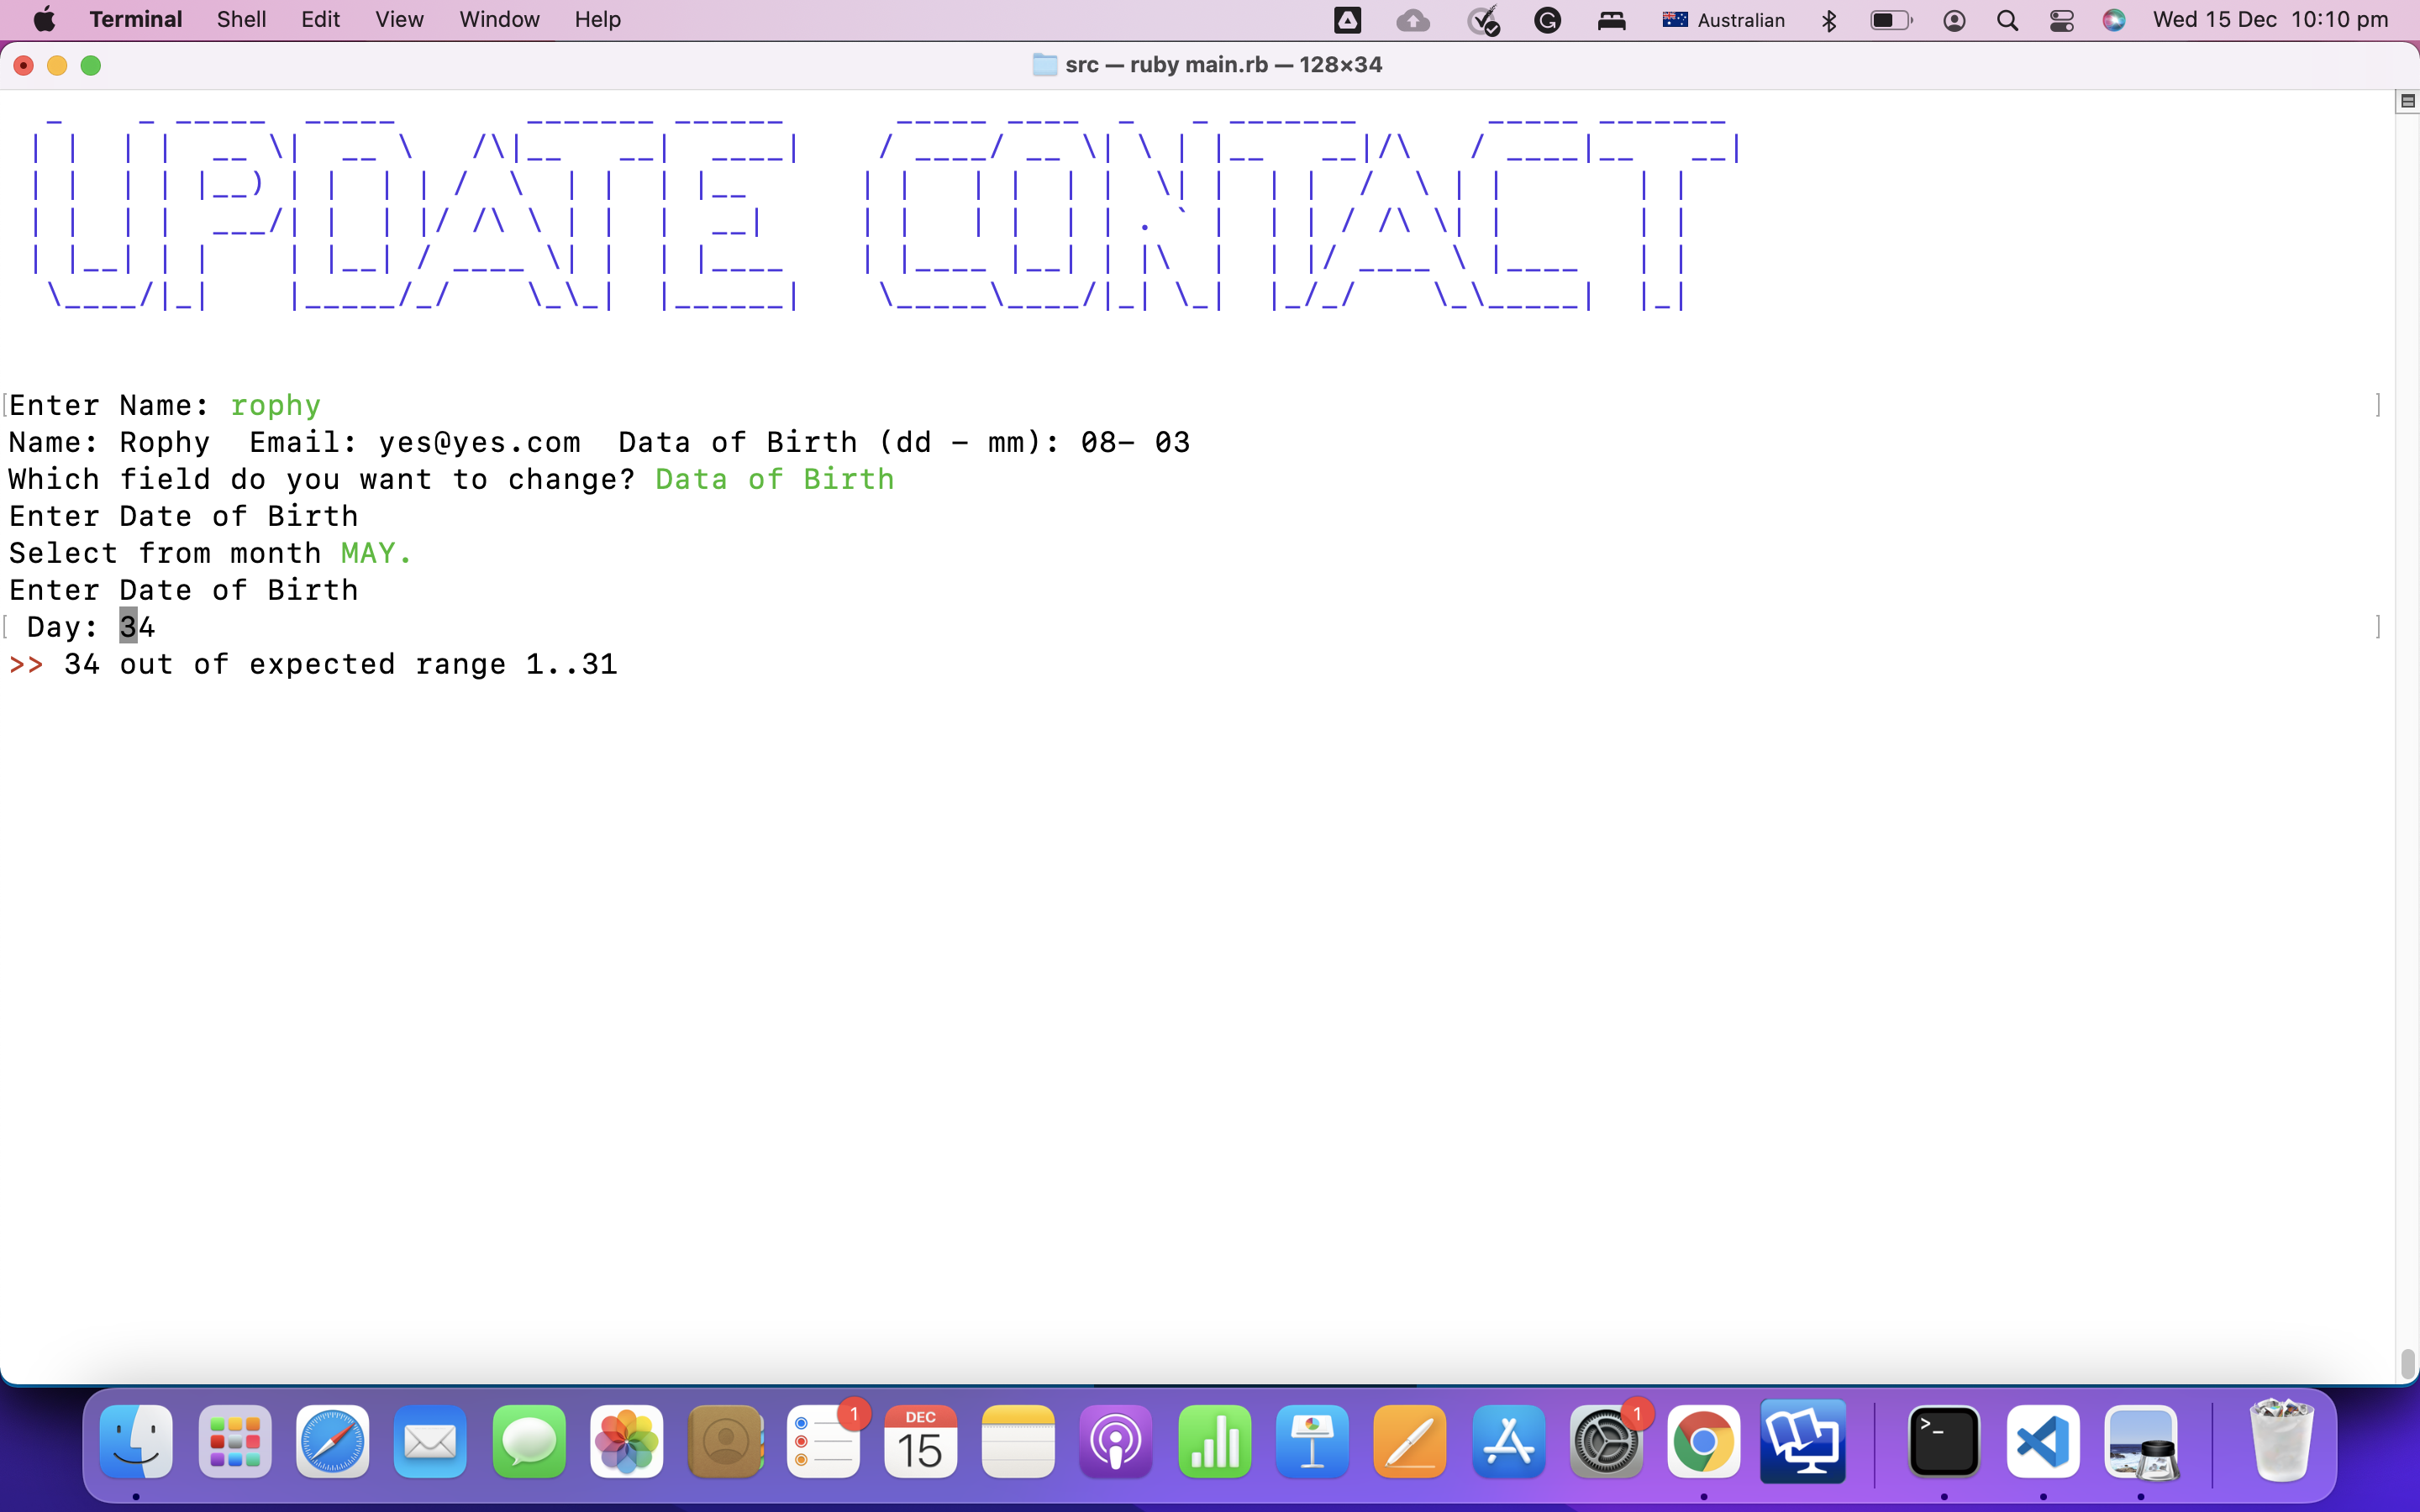 Terminal Shell Edit View Window Help Australian Wed 15 Dec 10:10 pm
src — ruby main.rb — 128×34
UPDATE CONTACT
Enter Name: rophy
Name: Rophy  Email: yes@yes.com  Data of Birth (dd - mm): 08- 03
Which field do you want to change? Data of Birth
Enter Date of Birth
Select from month MAY.
Enter Date of Birth
Day: 34
>> 34 out of expected range 1..31
1
DEC
15
1
>_